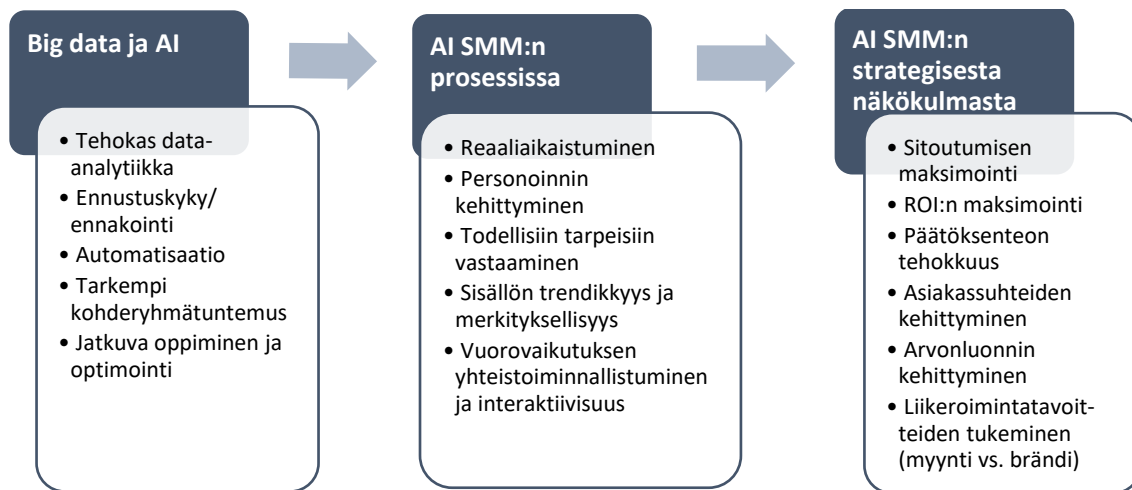 Big data ja AI
• Tehokas data-
analytiikka
• Ennustuskyky/
ennakointi
• Automatisaatio
• Tarkempi
kohderyhmätuntemus
• Jatkuva oppiminen ja
optimointi
AI SMM:n
prosessissa
• Reaaliaikaistuminen
• Personoinnin
kehittyminen
• Todellisiin tarpeisiin
vastaaminen
• Sisällön trendikkyys ja
merkityksellisyys
• Vuorovaikutuksen
yhteistoiminnallistuminen
ja interaktiivisuus
AI SMM:n
strategisesta
näkökulmasta
• Sitoutumisen
maksimointi
• ROI:n maksimointi
• Päätöksenteon
tehokkuus
• Asiakassuhteiden
kehittyminen
• Arvonluonnin
kehittyminen
• Liikeroimintatavoit-
teiden tukeminen
(myynti vs. brändi)